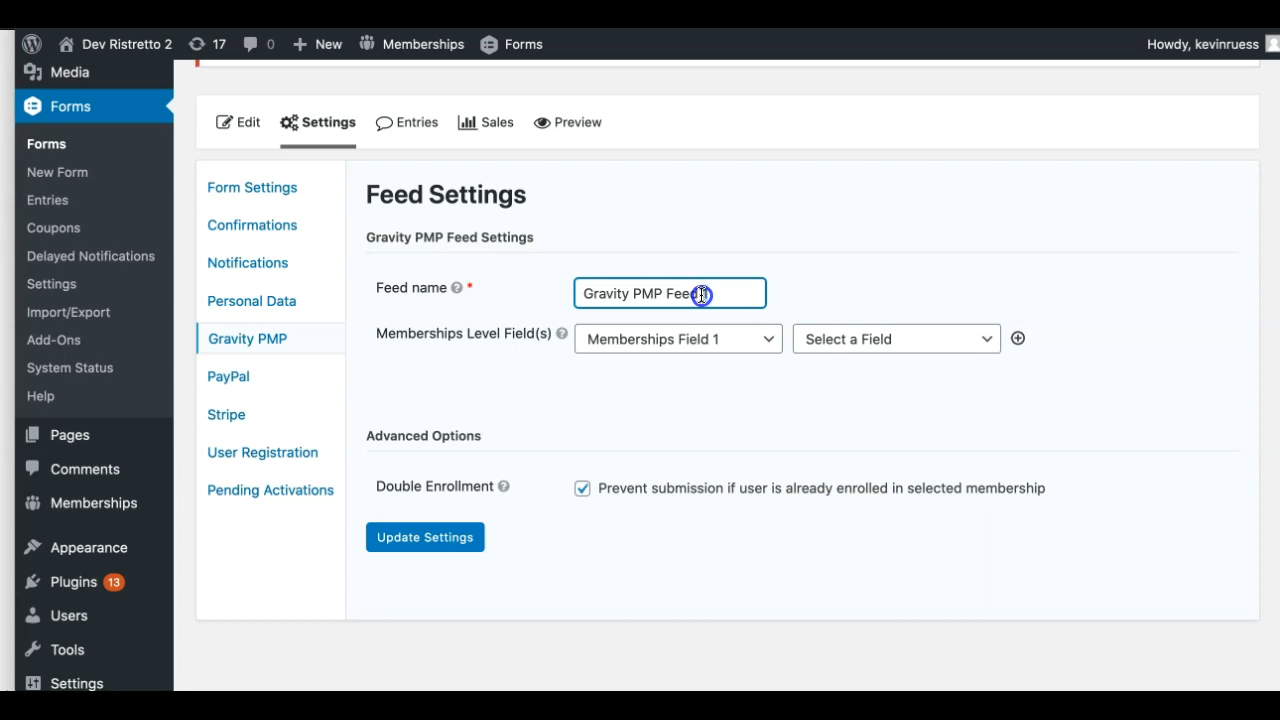 Dev Ristretto 2 17 0 New Memberships Forms Howdy, kevinruess
Media
Forms
Forms
New Form
Entries
Coupons
Delayed Notifications
Settings
Import/Export
Add-Ons
System Status
Help
Pages
Comments
Memberships
Appearance
Plugins 13
Users
Tools
Settings
Edit Settings Entries Sales Preview
Form Settings
Confirmations
Notifications
Personal Data
Gravity PMP
PayPal
Stripe
User Registration
Pending Activations
Feed Settings
Gravity PMP Feed Settings
Feed name ? * Gravity PMP Feed 1
Memberships Level Field(s) ? Memberships Field 1 Select a Field
Advanced Options
Double Enrollment ? Prevent submission if user is already enrolled in selected membership
Update Settings